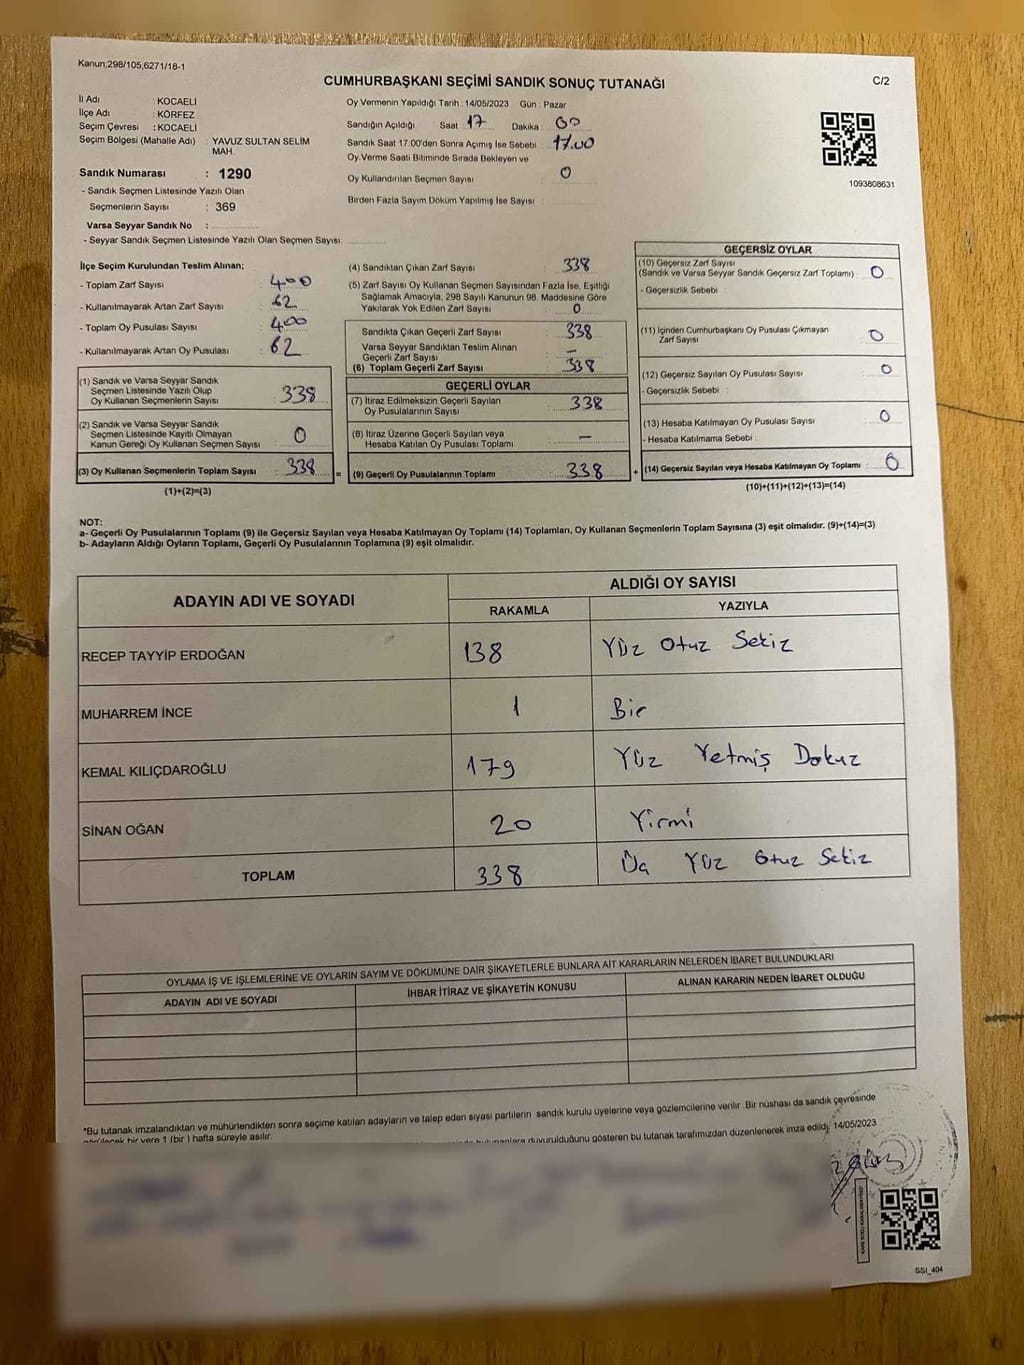 Kanun;298/105,6271/18-1
CUMHURBAŞKANI SEÇİMİ SANDIK SONUÇ TUTANAĞI
C/2
İl Adı : KOCAELİ
İlçe Adı : KÖRFEZ
Seçim Çevresi : KOCAELİ
Seçim Bölgesi (Mahalle Adı) : YAVUZ SULTAN SELİM
MAH.
Sandık Numarası : 1290
- Sandık Seçmen Listesinde Yazılı Olan
Seçmenlerin Sayısı : 369
Varsa Seyyar Sandık No :
- Seyyar Sandık Seçmen Listesinde Yazılı Olan Seçmen Sayısı:
Oy Vermenin Yapıldığı Tarih :14/05/2023 Gün : Pazar
Sandığın Açıldığı Saat 17 Dakika 00
Sandık Saat 17:00'den Sonra Açımış İse Sebebi : 17.00
Oy.Verme Saati Bitiminde Sırada Bekleyen ve
Oy Kullandırılan Seçmen Sayısı : 0
Birden Fazla Sayım Döküm Yapılmış İse Sayısı :
1093808631
İlçe Seçim Kurulundan Teslim Alınan;
- Toplam Zarf Sayısı : 400
- Kullanılmayarak Artan Zarf Sayısı : 62
- Toplam Oy Pusulası Sayısı : 400
- Kullanılmayarak Artan Oy Pusulası : 62
(1) Sandık ve Varsa Seyyar Sandık
Seçmen Listesinde Yazılı Olup
Oy Kullanan Seçmenlerin Sayısı : 338
(2) Sandık ve Varsa Seyyar Sandık
Seçmen Listesinde Kayıtlı Olmayan
Kanun Gereği Oy Kullanan Seçmen Sayısı : 0
(3) Oy Kullanan Seçmenlerin Toplam Sayısı : 338
(1)+(2)=(3)
(4) Sandıktan Çıkan Zarf Sayısı : 338
(5) Zarf Sayısı Oy Kullanan Seçmen Sayısından Fazla İse, Eşitliği
Sağlamak Amacıyla, 298 Sayılı Kanunun 98. Maddesine Göre
Yakılarak Yok Edilen Zarf Sayısı : 0
Sandıkta Çıkan Geçerli Zarf Sayısı : 338
Varsa Seyyar Sandıktan Teslim Alınan
Geçerli Zarf Sayısı : –
(6) Toplam Geçerli Zarf Sayısı : 338
GEÇERLİ OYLAR
(7) İtiraz Edilmeksizin Geçerli Sayılan
Oy Pusulalarının Sayısı : 338
(8) İtiraz Üzerine Geçerli Sayılan veya
Hesaba Katılan Oy Pusulası Toplamı : –
= (9) Geçerli Oy Pusulalarının Toplamı : 338
GEÇERSİZ OYLAR
(10) Geçersiz Zarf Sayısı
(Sandık ve Varsa Seyyar Sandık Geçersiz Zarf Toplamı) : 0
- Geçersizlik Sebebi :
(11) İçinden Cumhurbaşkanı Oy Pusulası Çıkmayan
Zarf Sayısı : 0
(12) Geçersiz Sayılan Oy Pusulası Sayısı : 0
- Geçersizlik Sebebi :
(13) Hesaba Katılmayan Oy Pusulası Sayısı : 0
- Hesaba Katılmama Sebebi :
+ (14) Geçersiz Sayılan veya Hesaba Katılmayan Oy Toplamı : 0
(10)+(11)+(12)+(13)=(14)
NOT:
a- Geçerli Oy Pusulalarının Toplamı (9) ile Geçersiz Sayılan veya Hesaba Katılmayan Oy Toplamı (14) Toplamları, Oy Kullanan Seçmenlerin Toplam Sayısına (3) eşit olmalıdır. (9)+(14)=(3)
b- Adayların Aldığı Oyların Toplamı, Geçerli Oy Pusulalarının Toplamına (9) eşit olmalıdır.
ADAYIN ADI VE SOYADI
ALDIĞI OY SAYISI
RAKAMLA YAZIYLA
RECEP TAYYİP ERDOĞAN 138 Yüz Otuz Sekiz
MUHARREM İNCE 1 Bir
KEMAL KILIÇDAROĞLU 179 Yüz Yetmiş Dokuz
SİNAN OĞAN 20 Yirmi
TOPLAM 338 Üç Yüz Otuz Sekiz
OYLAMA İŞ VE İŞLEMLERİNE VE OYLARIN SAYIM VE DÖKÜMÜNE DAİR ŞİKAYETLERLE BUNLARA AİT KARARLARIN NELERDEN İBARET BULUNDUKLARI
ADAYIN ADI VE SOYADI İHBAR İTİRAZ VE ŞİKAYETİN KONUSU ALINAN KARARIN NEDEN İBARET OLDUĞU
*Bu tutanak imzalandıktan ve mühürlendikten sonra seçime katılan adayların ve talep eden siyasi partilerin sandık kurulu üyelerine veya gözlemcilerine verilir .Bir nüshası da sandık çevresinde
görülecek bir yere 1 (bir ) hafta süreyle asılır.
duyurulduğunu gösteren bu tutanak tarafımızdan düzenlenerek imza edildi. 14/05/2023
SSI_404